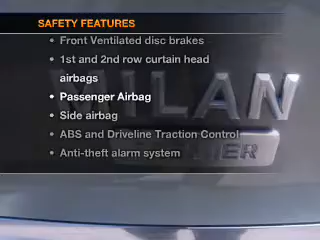 SAFETY FEATURES
• Front Ventilated disc brakes
• 1st and 2nd row curtain head
airbags
• Passenger Airbag
• Side airbag
• ABS and Driveline Traction Control
• Anti-theft alarm system
MILAN